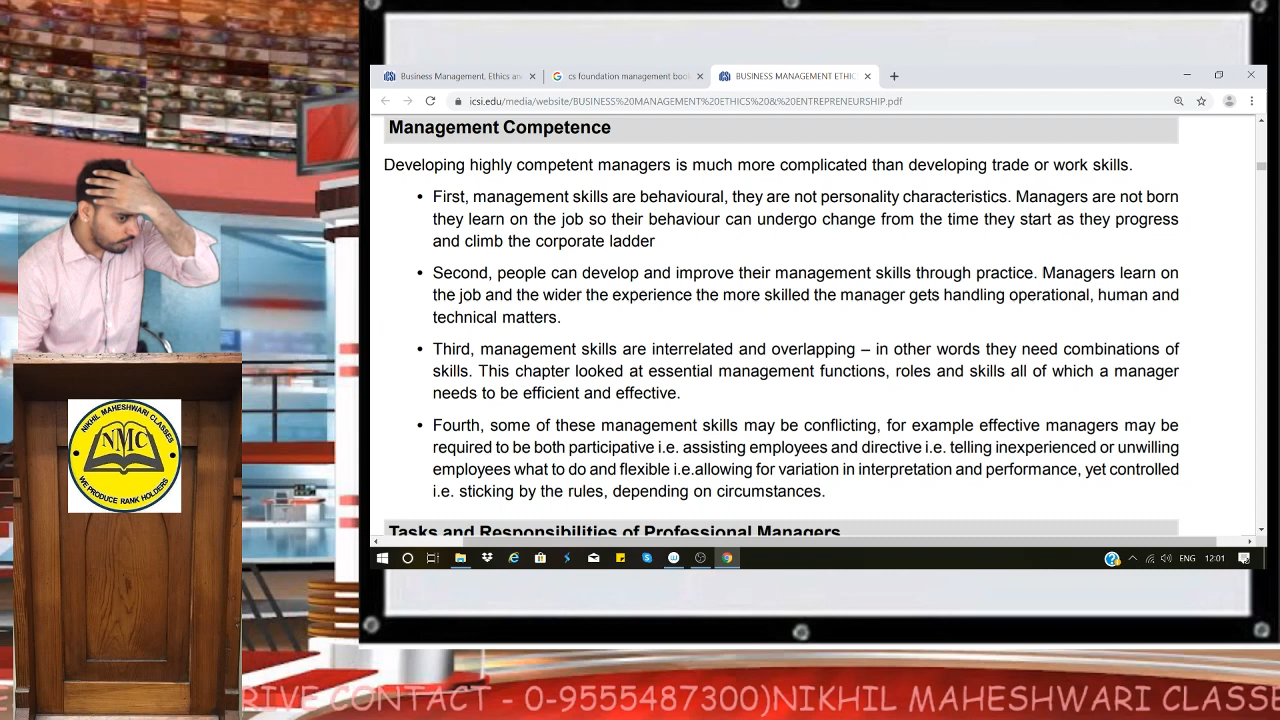 Business Management. Ethics an
cs foundation management boo
BUSINESS MANAGEMENT ETHIC
icsi.edu/media/website/BUSINESS%20MANAGEMENT%20ETHICS%20&%20ENTREPRENEURSHIP.pdf
Management Competence
Developing highly competent managers is much more complicated than developing trade or work skills.
• First, management skills are behavioural, they are not personality characteristics. Managers are not born
they learn on the job so their behaviour can undergo change from the time they start as they progress
and climb the corporate ladder
• Second, people can develop and improve their management skills through practice. Managers learn on
the job and the wider the experience the more skilled the manager gets handling operational, human and
technical matters.
• Third, management skills are interrelated and overlapping – in other words they need combinations of
skills. This chapter looked at essential management functions, roles and skills all of which a manager
needs to be efficient and effective.
• Fourth, some of these management skills may be conflicting, for example effective managers may be
required to be both participative i.e. assisting employees and directive i.e. telling inexperienced or unwilling
employees what to do and flexible i.e.allowing for variation in interpretation and performance, yet controlled
i.e. sticking by the rules, depending on circumstances.
Tasks and Responsibilities of Professional Managers
ENG 12:01
NIKHIL MAHESHWARI CLASSES
NMC
WE PRODUCE RANK HOLDERS
RIVE CONTACT - 0-9555487300)NIKHIL MAHESHWARI CLASSE